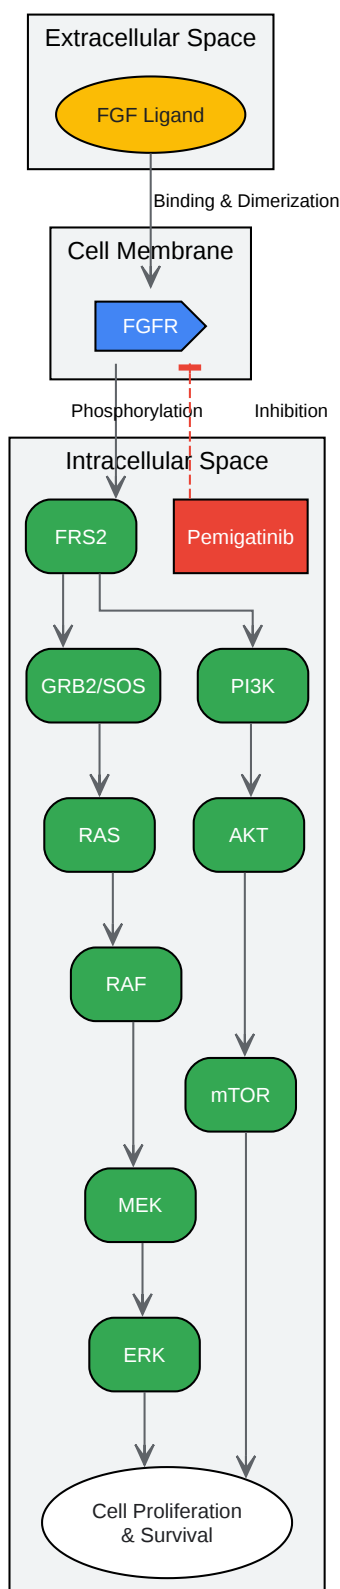 Extracellular Space
FGF Ligand
Binding & Dimerization
Cell Membrane
FGFR
Phosphorylation
Inhibition
Intracellular Space
FRS2
Pemigatinib
GRB2/SOS
PI3K
RAS
AKT
RAF
mTOR
MEK
ERK
Cell Proliferation
& Survival